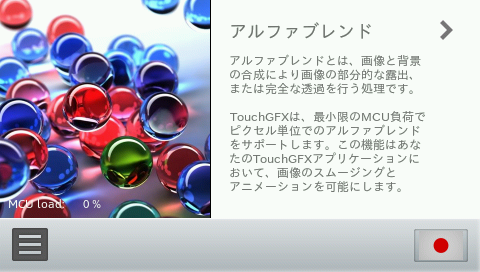 アルファブレンド
アルファブレンドとは、画像と背景
の合成により画像の部分的な露出、
または完全な透過を行う処理です。
TouchGFXは、最小限のMCU負荷で
ピクセル単位でのアルファブレンド
をサポートします。この機能はあな
たのTouchGFXアプリケーションに
おいて、画像のスムージングと
アニメーションを可能にします。
MCU load: 0 %